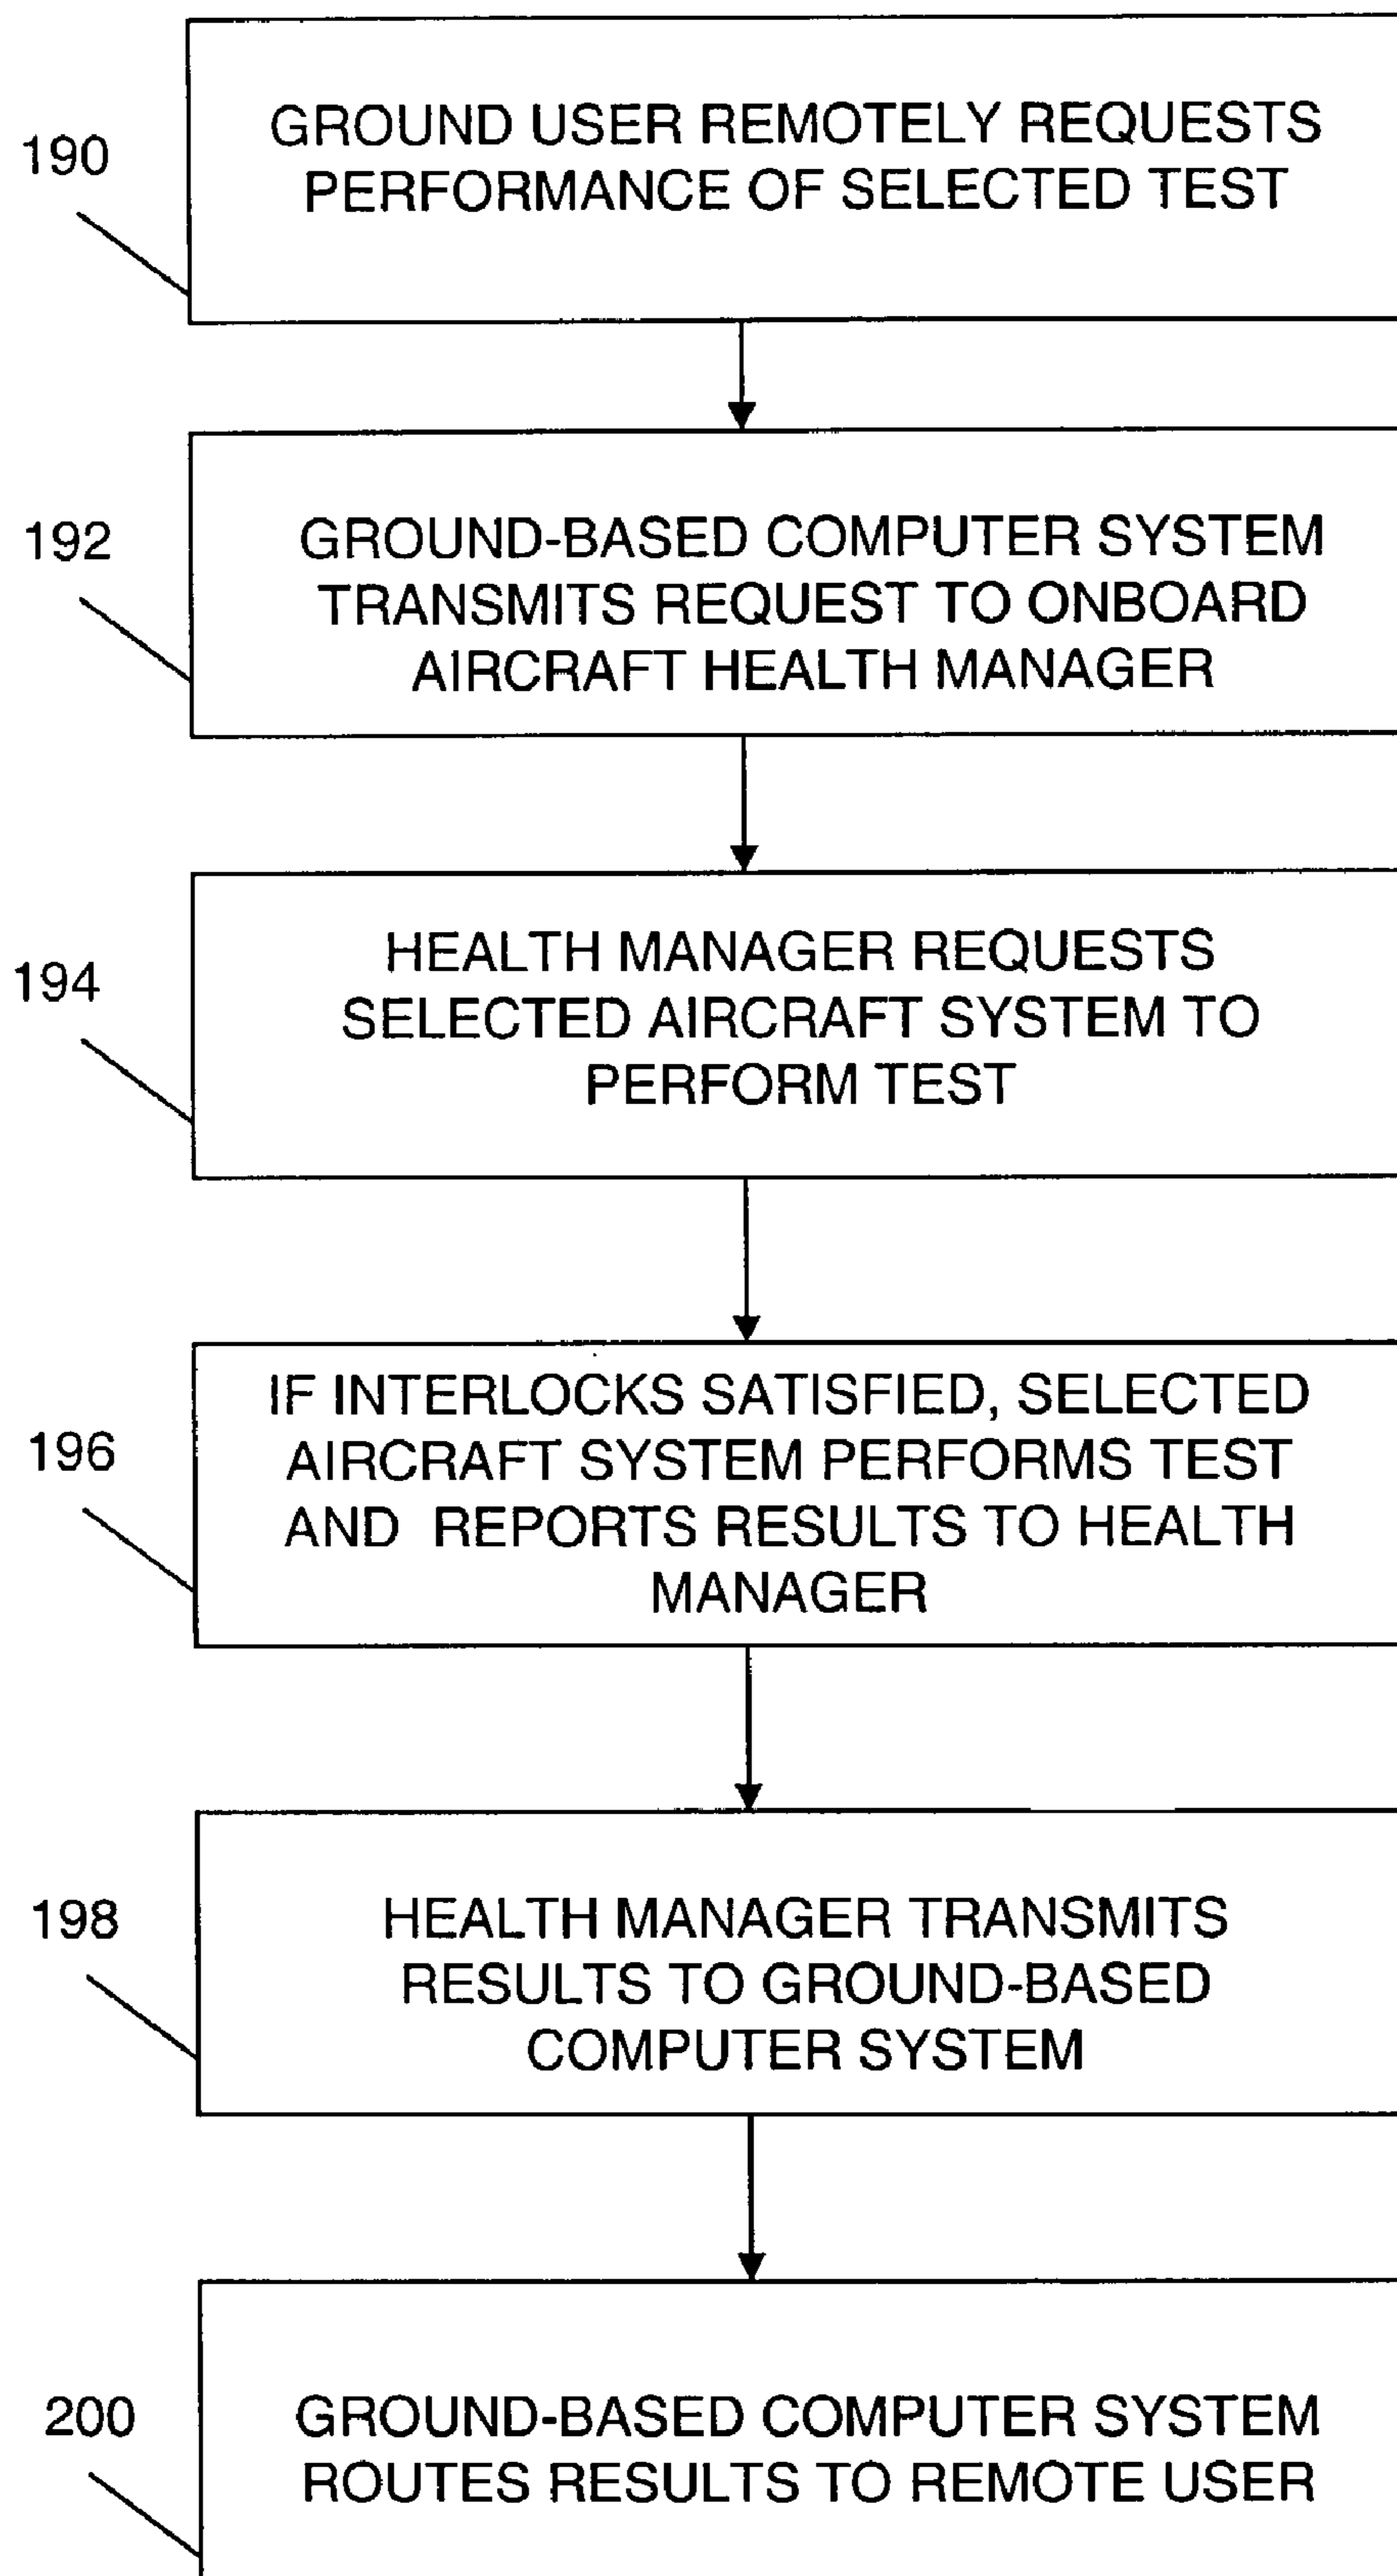 190
GROUND USER REMOTELY REQUESTS
PERFORMANCE OF SELECTED TEST
192
GROUND-BASED COMPUTER SYSTEM
TRANSMITS REQUEST TO ONBOARD
AIRCRAFT HEALTH MANAGER
194
HEALTH MANAGER REQUESTS
SELECTED AIRCRAFT SYSTEM TO
PERFORM TEST
196
IF INTERLOCKS SATISFIED, SELECTED
AIRCRAFT SYSTEM PERFORMS TEST
AND REPORTS RESULTS TO HEALTH
MANAGER
198
HEALTH MANAGER TRANSMITS
RESULTS TO GROUND-BASED
COMPUTER SYSTEM
200
GROUND-BASED COMPUTER SYSTEM
ROUTES RESULTS TO REMOTE USER